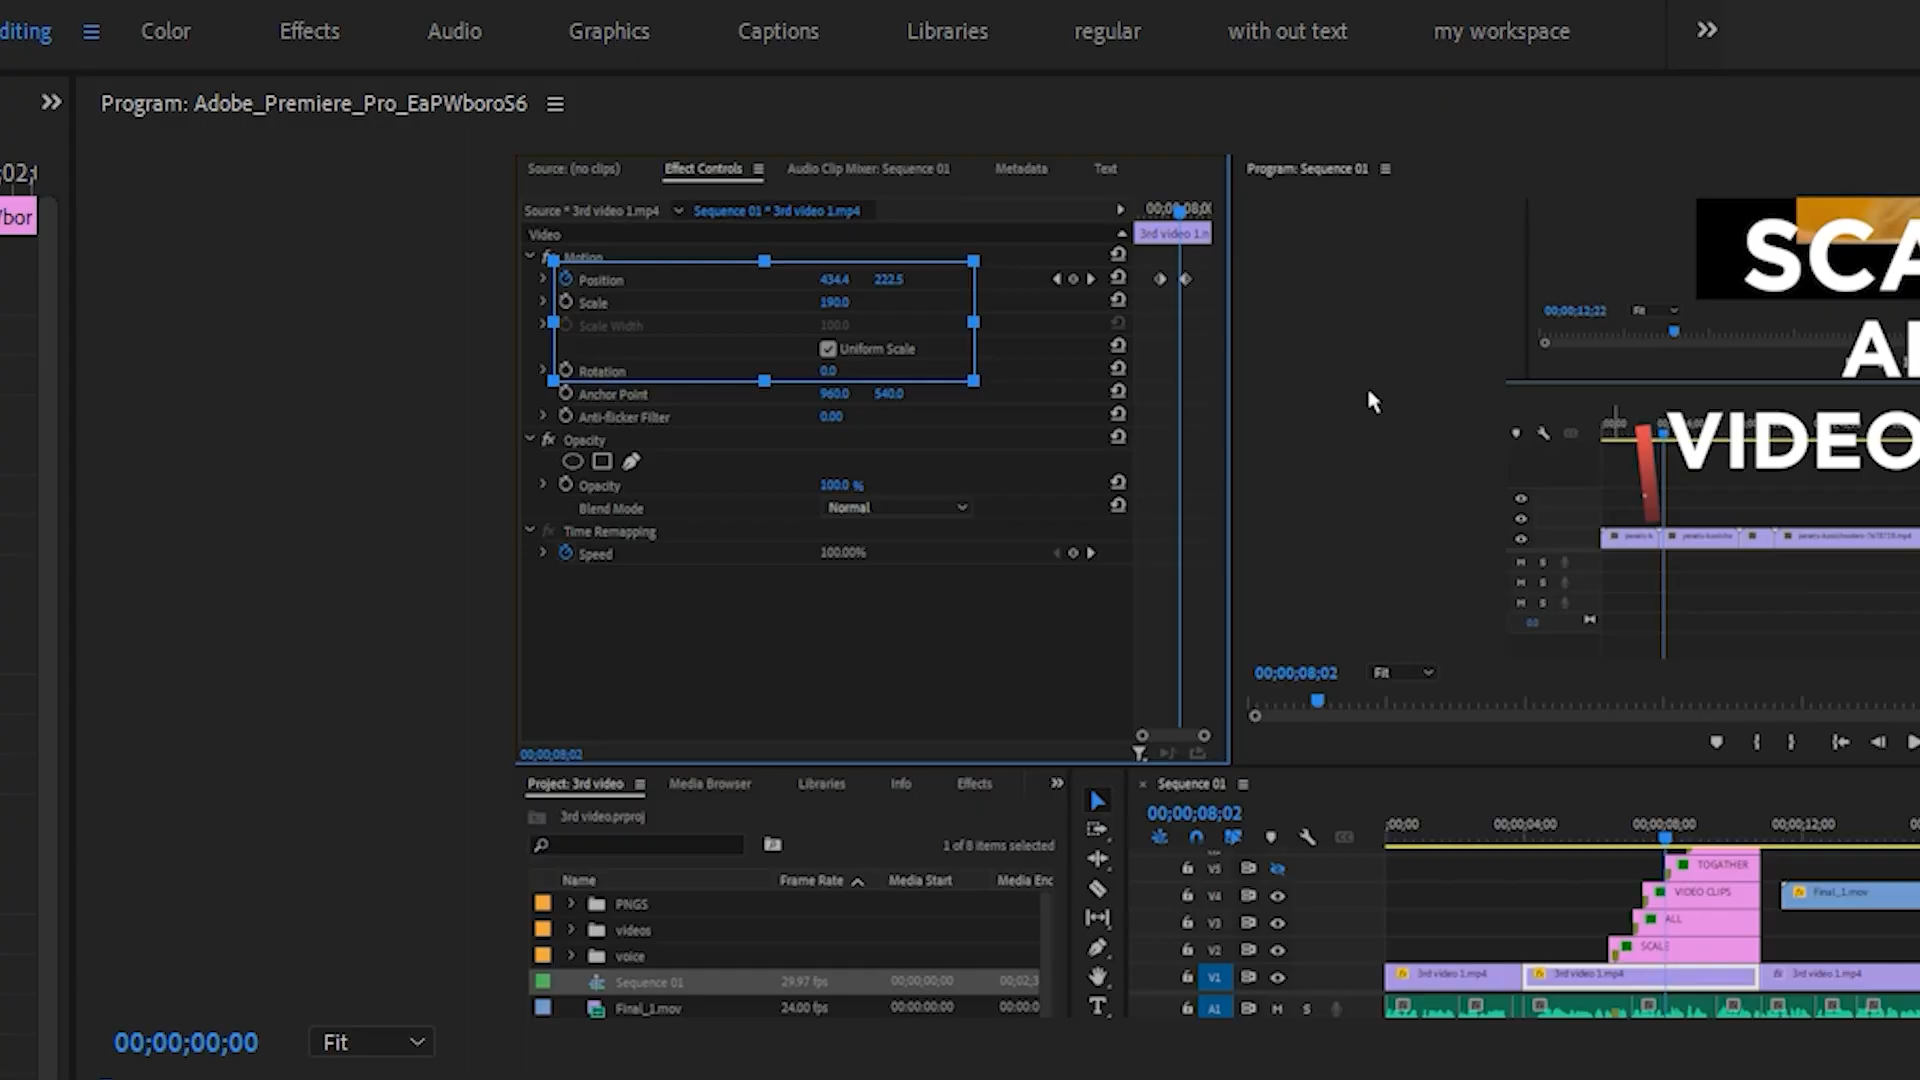 diting Color Effects Audio Graphics Captions Libraries regular with out text my workspace
Program: Adobe_Premiere_Pro_EaPWboroS6
Source: (no clips) Effect Controls Audio Clip Mixer: Sequence 01 Metadata Text
Program: Sequence 01
Source * 3rd video 1.mp4 Sequence 01 * 3rd video 1.mp4
Video
Motion
Position 434.4 222.5
Scale 190.0
Scale Width 100.0
Uniform Scale
Rotation 0.0
Anchor Point 960.0 540.0
Anti-flicker Filter 0.00
fx Opacity
Opacity 100.0 %
Blend Mode Normal
fx Time Remapping
Speed 100.00%
00;00;08;02
SCA
00;00;12;22 Fit
VIDEO
M S
M S
M S
0.0
00;00;08;02 Fit
Project: 3rd video Media Browser Libraries Info Effects
3rd video.prproj
1 of 8 items selected
Name Frame Rate Media Start Media Enc
PNGS
videos
voice
Sequence 01 29.97 fps 00;00;00;00 00;02;3
Final_1.mov 24.00 fps 00:00:00:00 00:00:0
Sequence 01
00;00;08;02
;00;00 00;00;04;00 00;00;08;00 00;00;12;00
V5 TOGATHER
V4 VIDEO CLIPS Final_1.mov
V3 ALL
V2 SCALE
V1 3rd video 1.mp4 3rd video 1.mp4 3rd video 1.mp4
A1 M S
00;00;00;00 Fit